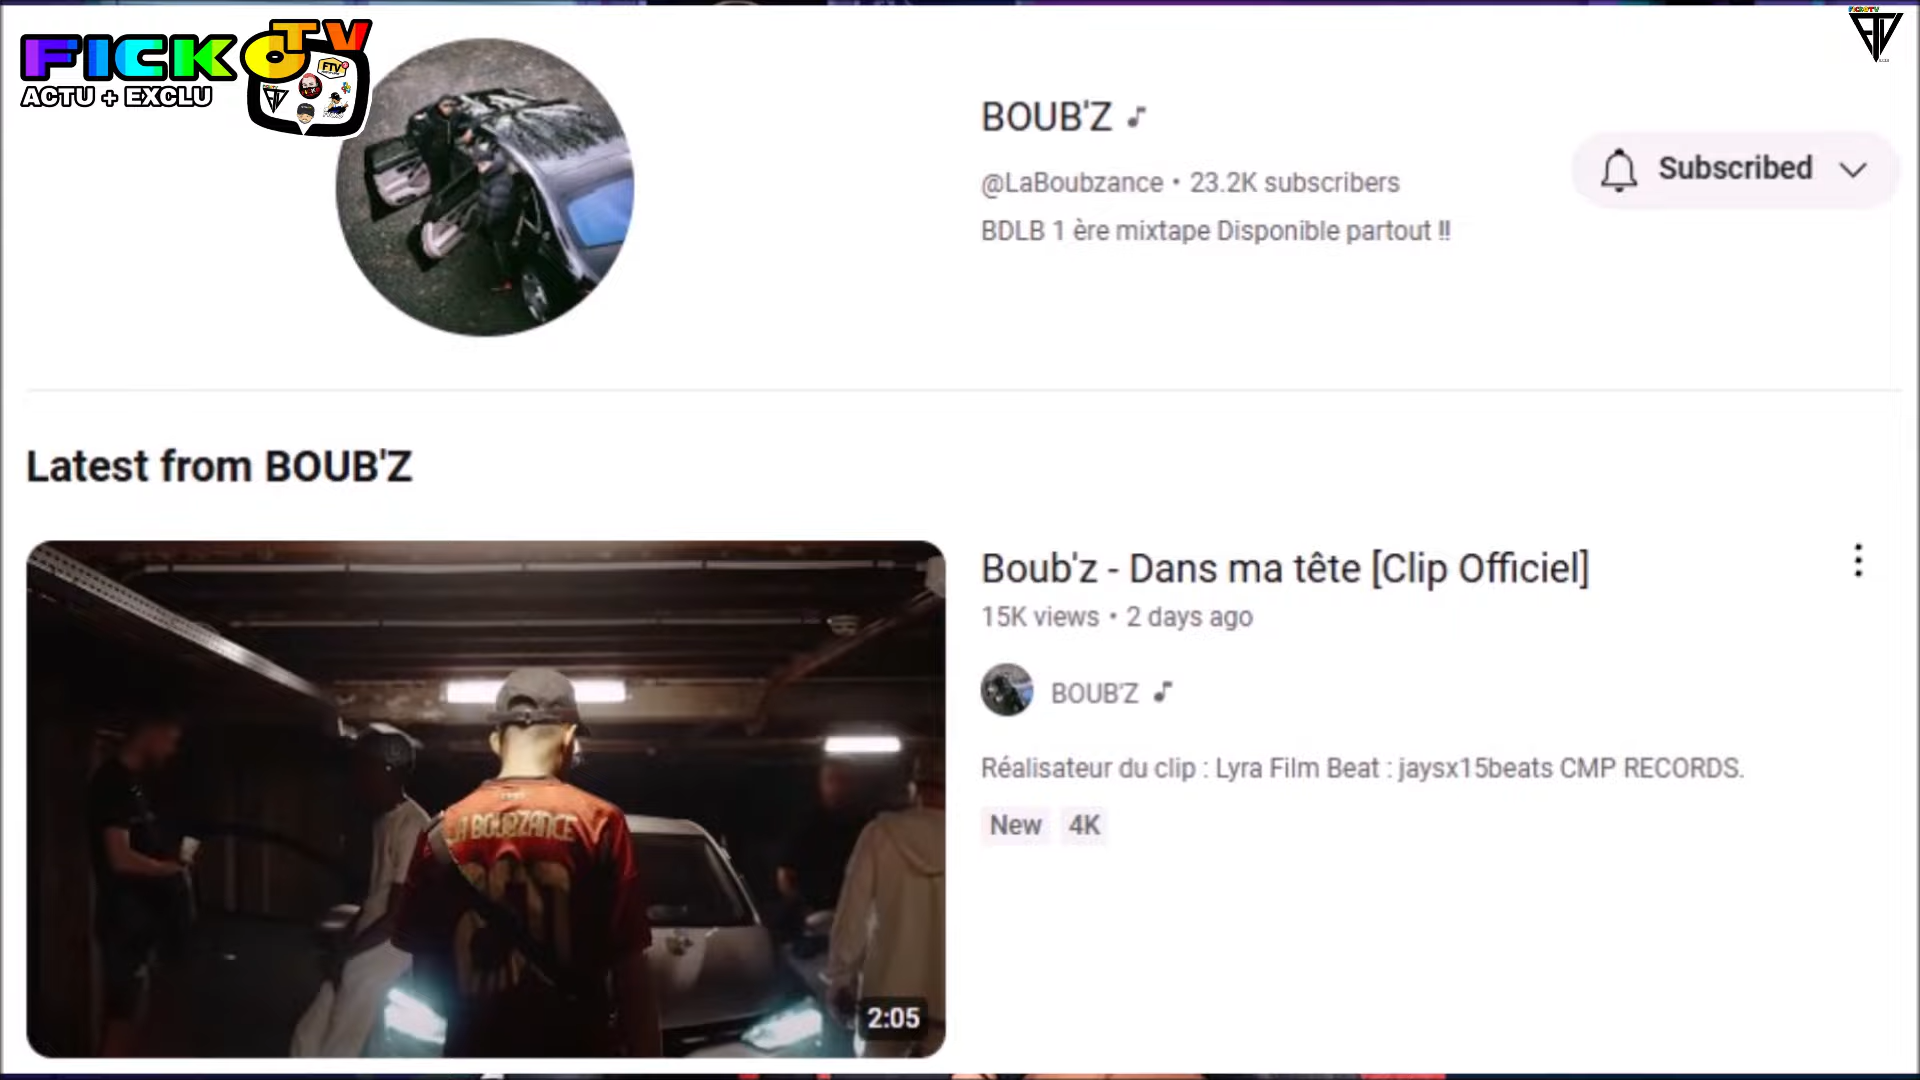 FICKO TV
ACTU + EXCLU
FTV
BOUB'Z
@LaBoubzance • 23.2K subscribers
BDLB 1 ère mixtape Disponible partout !!
Subscribed
Latest from BOUB'Z
LA BOUBZANCE
2:05
Boub'z - Dans ma tête [Clip Officiel]
15K views • 2 days ago
BOUB'Z
Réalisateur du clip : Lyra Film Beat : jaysx15beats CMP RECORDS.
New 4K